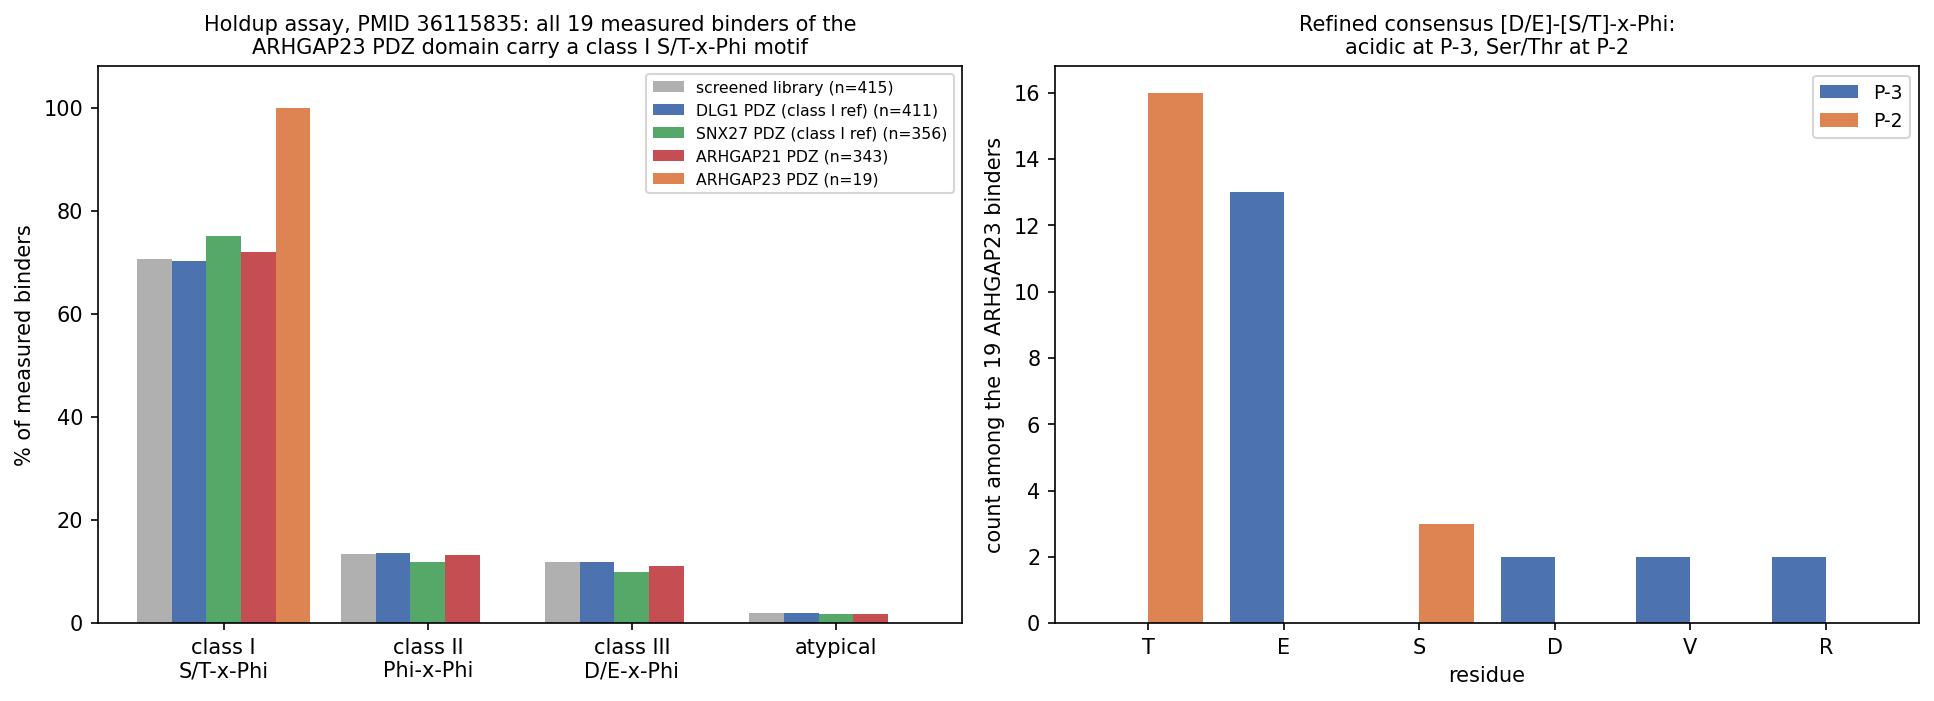 Holdup assay, PMID 36115835: all 19 measured binders of the
ARHGAP23 PDZ domain carry a class I S/T-x-Phi motif
% of measured binders
100
80
60
40
20
0
screened library (n=415)
DLG1 PDZ (class I ref) (n=411)
SNX27 PDZ (class I ref) (n=356)
ARHGAP21 PDZ (n=343)
ARHGAP23 PDZ (n=19)
class I
S/T-x-Phi
class II
Phi-x-Phi
class III
D/E-x-Phi
atypical
Refined consensus [D/E]-[S/T]-x-Phi:
acidic at P-3, Ser/Thr at P-2
count among the 19 ARHGAP23 binders
16
14
12
10
8
6
4
2
0
P-3
P-2
T
E
S
D
V
R
residue